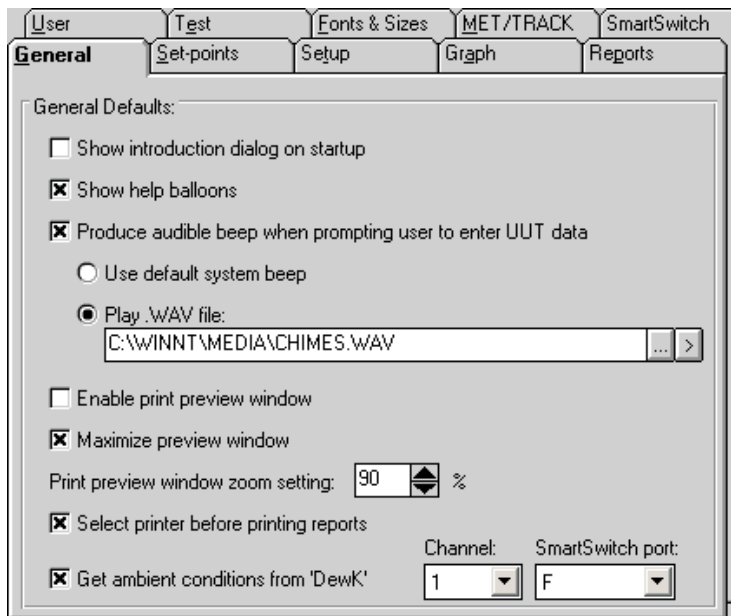 User Test Fonts & Sizes MET/TRACK SmartSwitch
General Set-points Setup Graph Reports
General Defaults:
Show introduction dialog on startup
Show help balloons
Produce audible beep when prompting user to enter UUT data
Use default system beep
Play .WAV file:
C:\WINNT\MEDIA\CHIMES.WAV ... >
Enable print preview window
Maximize preview window
Print preview window zoom setting: 90 %
Select printer before printing reports
Channel: SmartSwitch port:
Get ambient conditions from 'DewK' 1 F